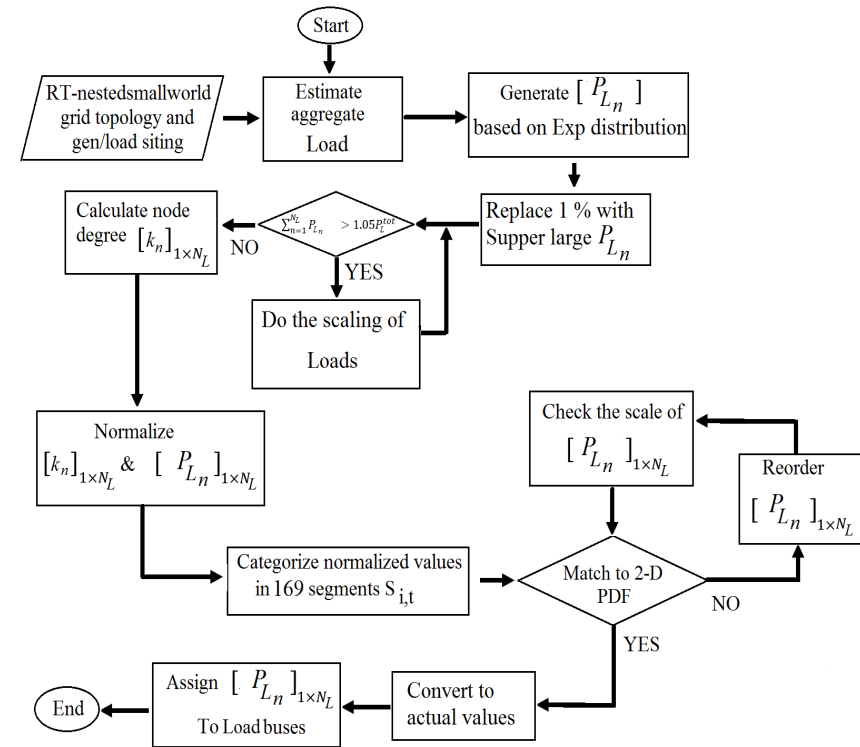 Start
RT-nestedsmallworld
grid topology and
gen/load siting
Estimate
aggregate
Load
Generate [ P_{L_n} ]
based on Exp distribution
Replace 1 % with
Supper large P_{L_n}
∑_{n=1}^{N_L} P_{L_n} > 1.05P_L^{tot}
NO
YES
Calculate node
degree [k_n]_{1×N_L}
Do the scaling of
Loads
Normalize
[k_n]_{1×N_L} & [ P_{L_n} ]_{1×N_L}
Categorize normalized values
in 169 segments S_{i,t}
Check the scale of
[ P_{L_n} ]_{1×N_L}
Reorder
[ P_{L_n} ]_{1×N_L}
Match to 2-D
PDF
NO
YES
Convert to
actual values
Assign [ P_{L_n} ]_{1×N_L}
To Load buses
End